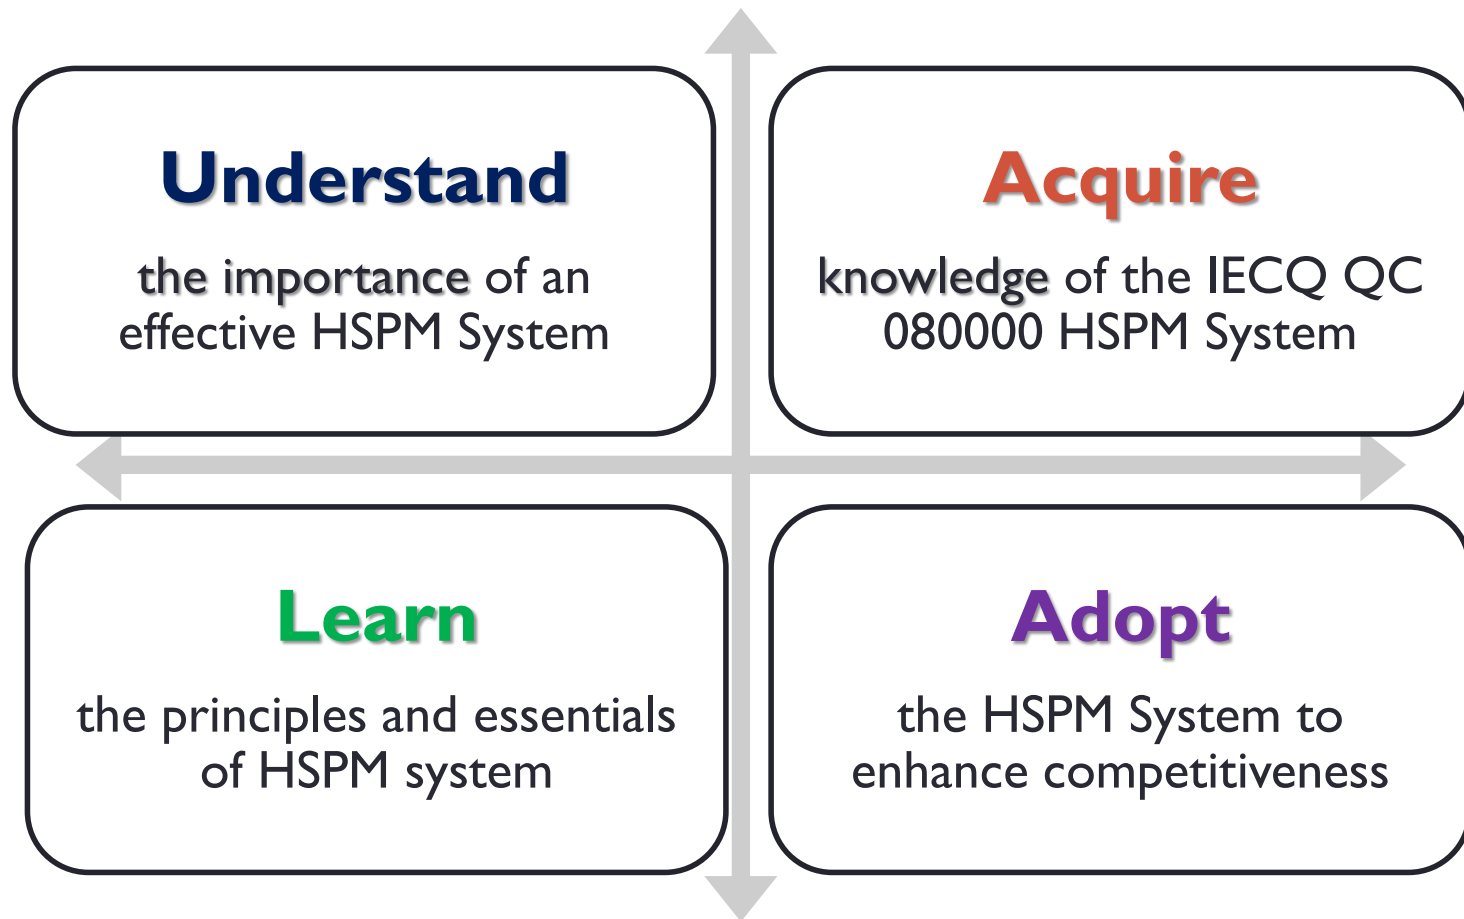 Understand
the importance of an
effective HSPM System
Acquire
knowledge of the IECQ QC
080000 HSPM System
Learn
the principles and essentials
of HSPM system
Adopt
the HSPM System to
enhance competitiveness